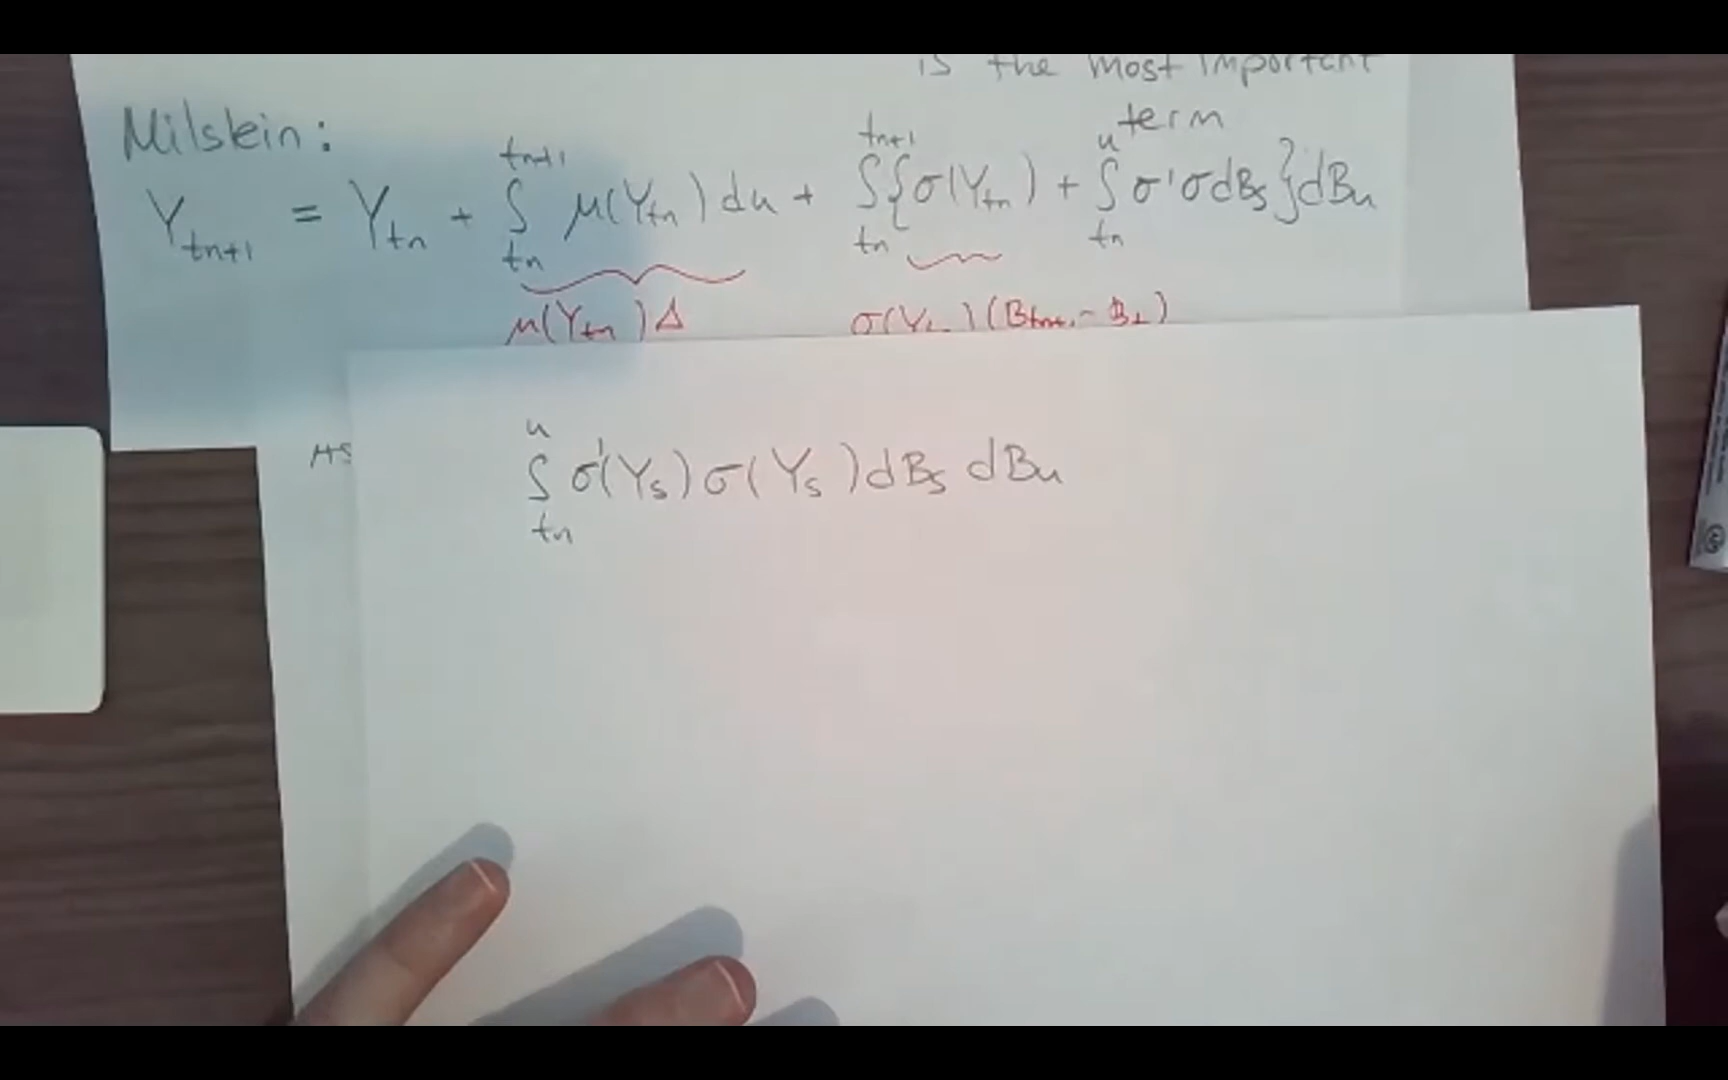 is the most important
term
Milstein:
Y_{tn+1} = Y_{tn} + ∫_{tn}^{tn+1} μ(Y_{tn})du + ∫_{tn}^{tn+1} {σ(Y_{tn}) + ∫_{tn}^{u} σ'σdB_s}dB_u
μ(Y_{tn})Δ
∫_{tn}^{u} σ'(Y_s)σ(Y_s)dB_s dB_u